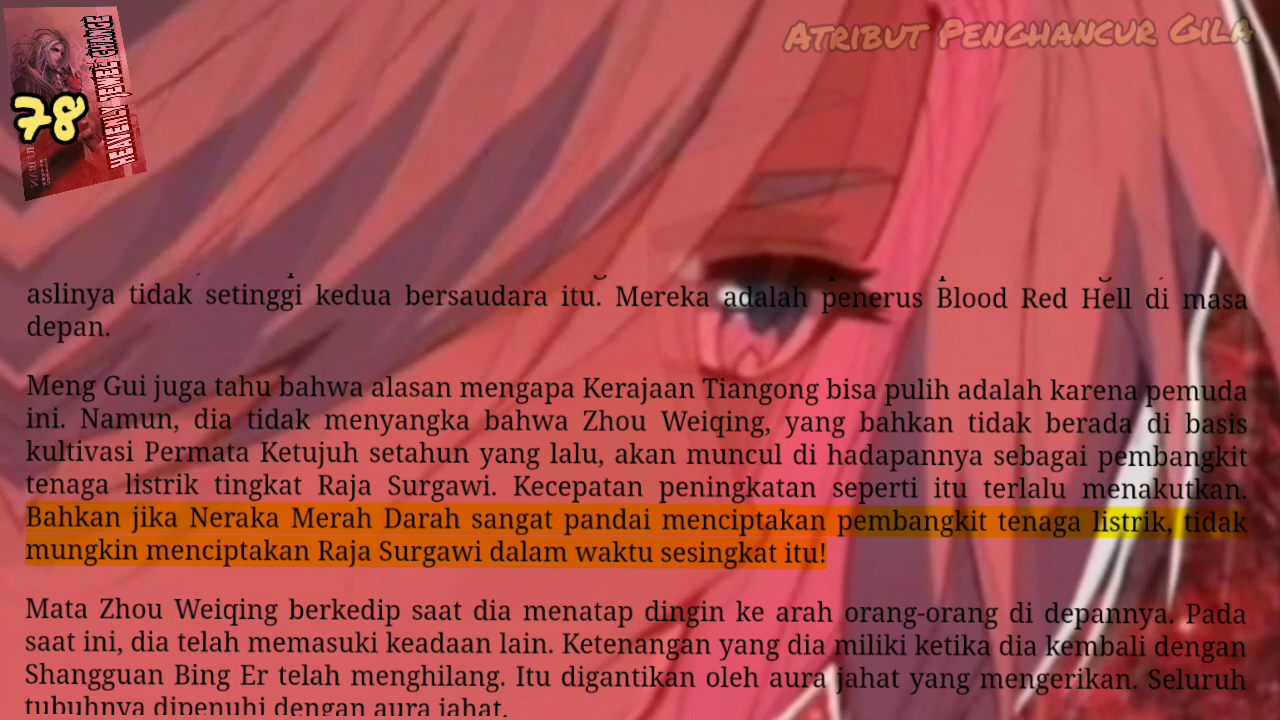 Atribut Penghancur Gila
HEAVENLY JEWEL CHANGE
78
aslinya tidak setinggi kedua bersaudara itu. Mereka adalah penerus Blood Red Hell di masa
depan.
Meng Gui juga tahu bahwa alasan mengapa Kerajaan Tiangong bisa pulih adalah karena pemuda
ini. Namun, dia tidak menyangka bahwa Zhou Weiqing, yang bahkan tidak berada di basis
kultivasi Permata Ketujuh setahun yang lalu, akan muncul di hadapannya sebagai pembangkit
tenaga listrik tingkat Raja Surgawi. Kecepatan peningkatan seperti itu terlalu menakutkan.
Bahkan jika Neraka Merah Darah sangat pandai menciptakan pembangkit tenaga listrik, tidak
mungkin menciptakan Raja Surgawi dalam waktu sesingkat itu!
Mata Zhou Weiqing berkedip saat dia menatap dingin ke arah orang-orang di depannya. Pada
saat ini, dia telah memasuki keadaan lain. Ketenangan yang dia miliki ketika dia kembali dengan
Shangguan Bing Er telah menghilang. Itu digantikan oleh aura jahat yang mengerikan. Seluruh
tubuhnya dipenuhi dengan aura jahat.